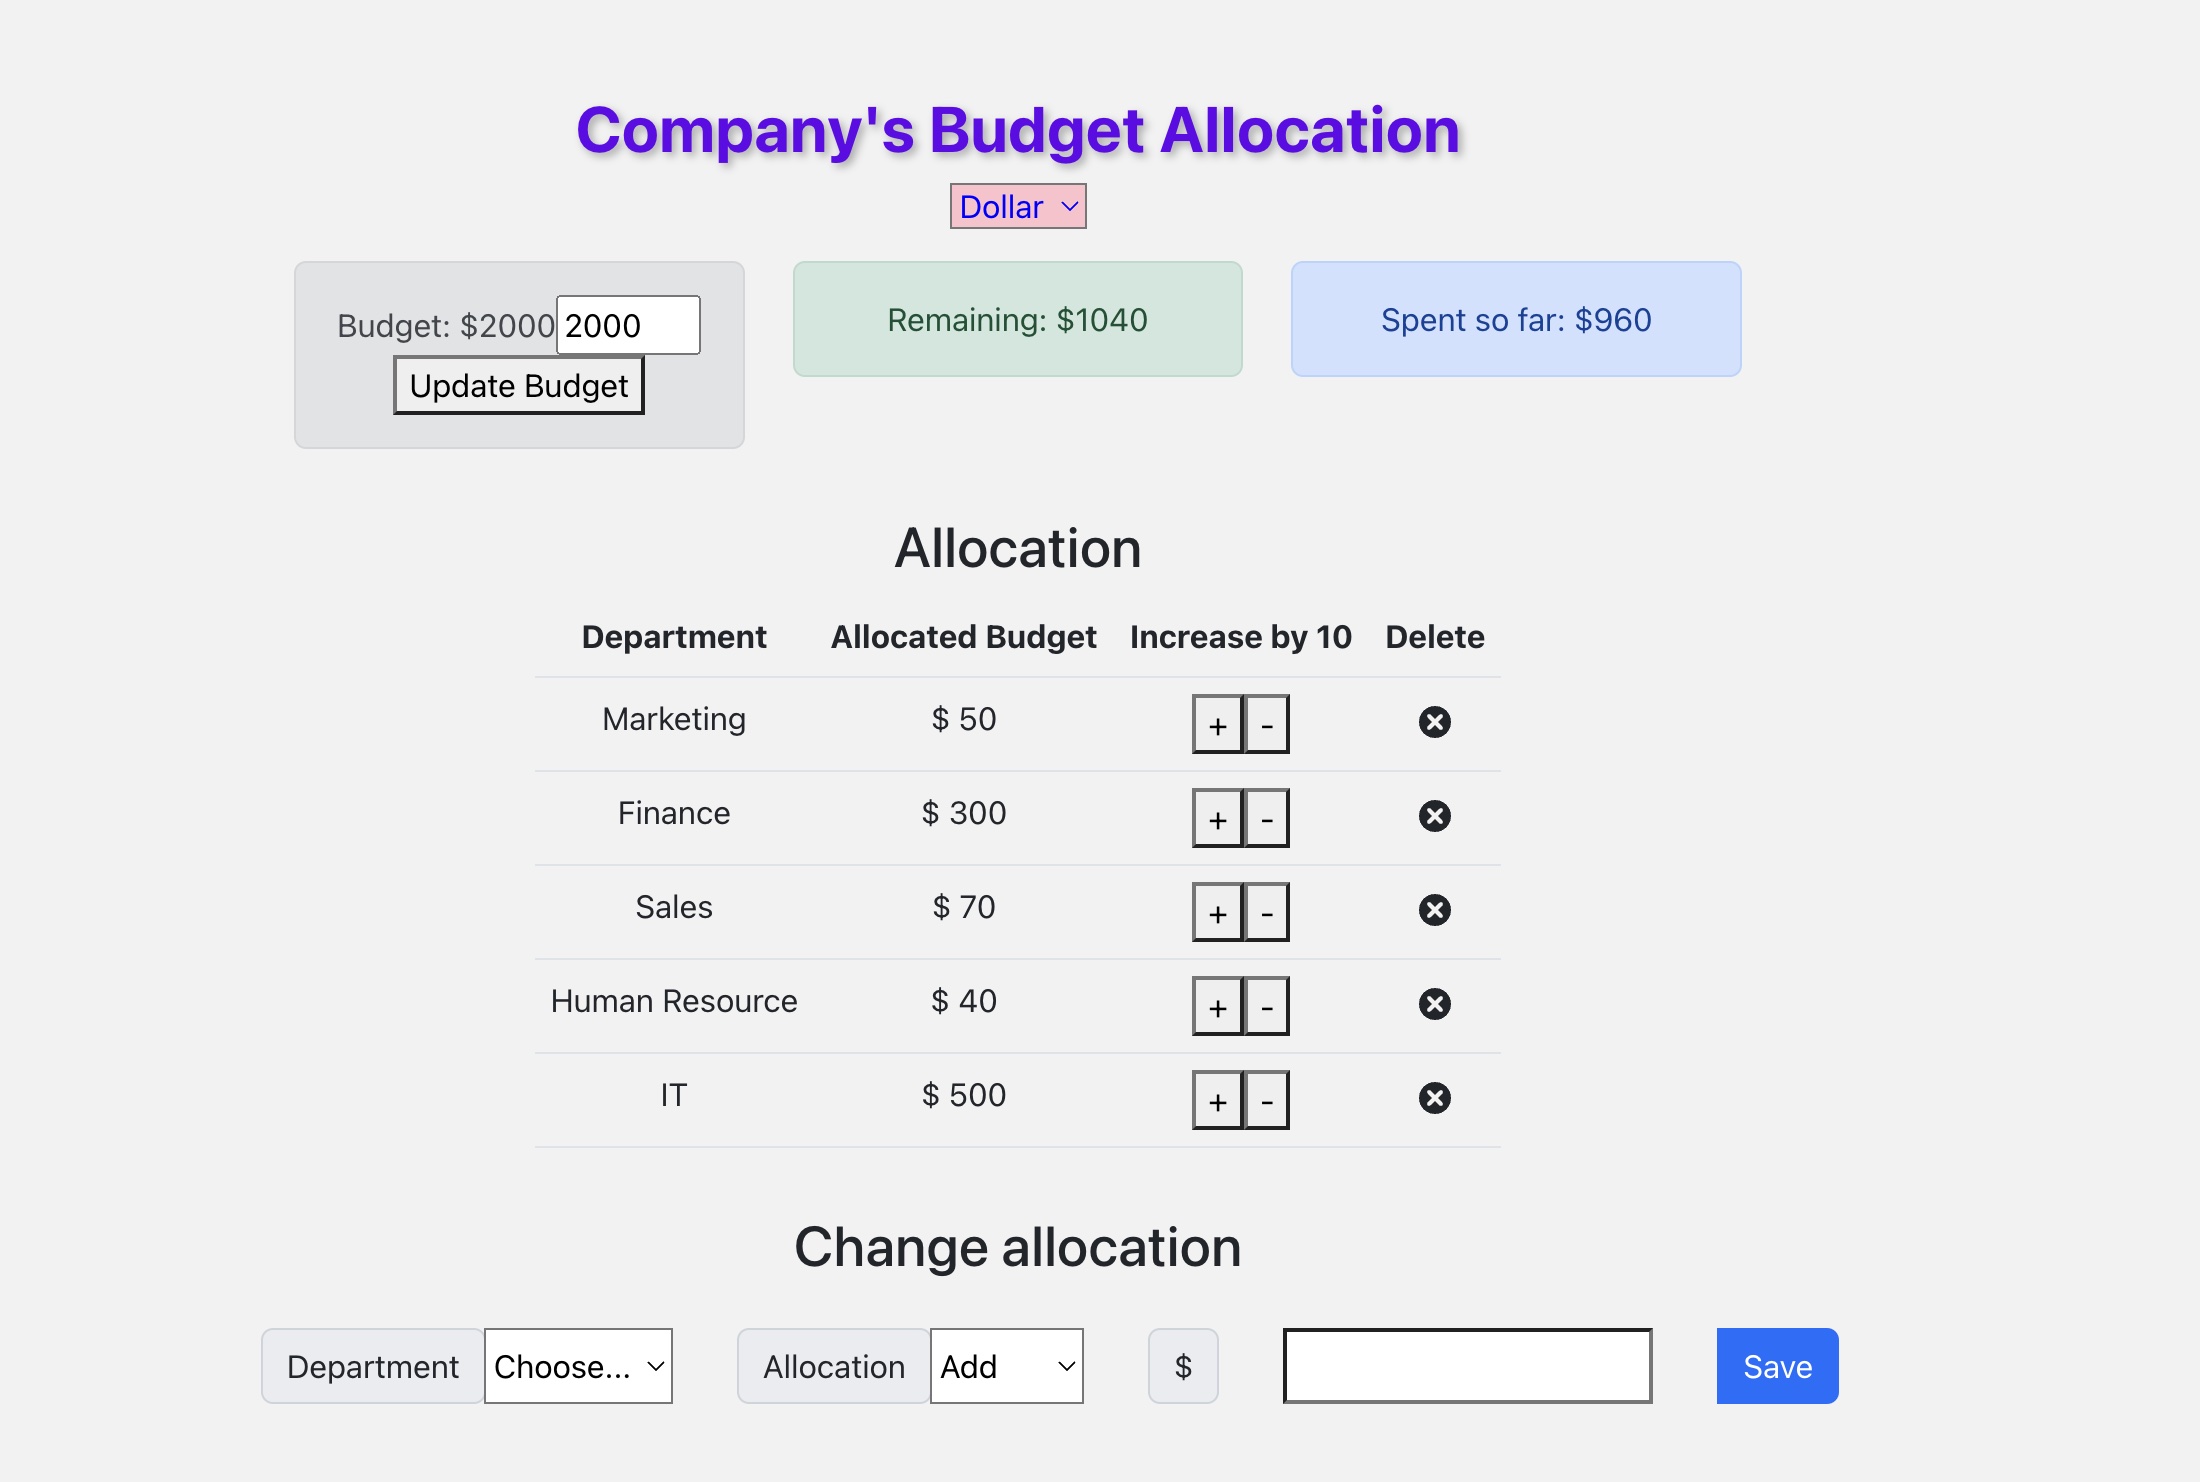 Company's Budget Allocation
Dollar
Budget: $2000 2000
Update Budget
Remaining: $1040
Spent so far: $960
Allocation
Department Allocated Budget Increase by 10 Delete
Marketing $ 50 + -
Finance $ 300 + -
Sales $ 70 + -
Human Resource $ 40 + -
IT $ 500 + -
Change allocation
Department Choose... Allocation Add $ Save